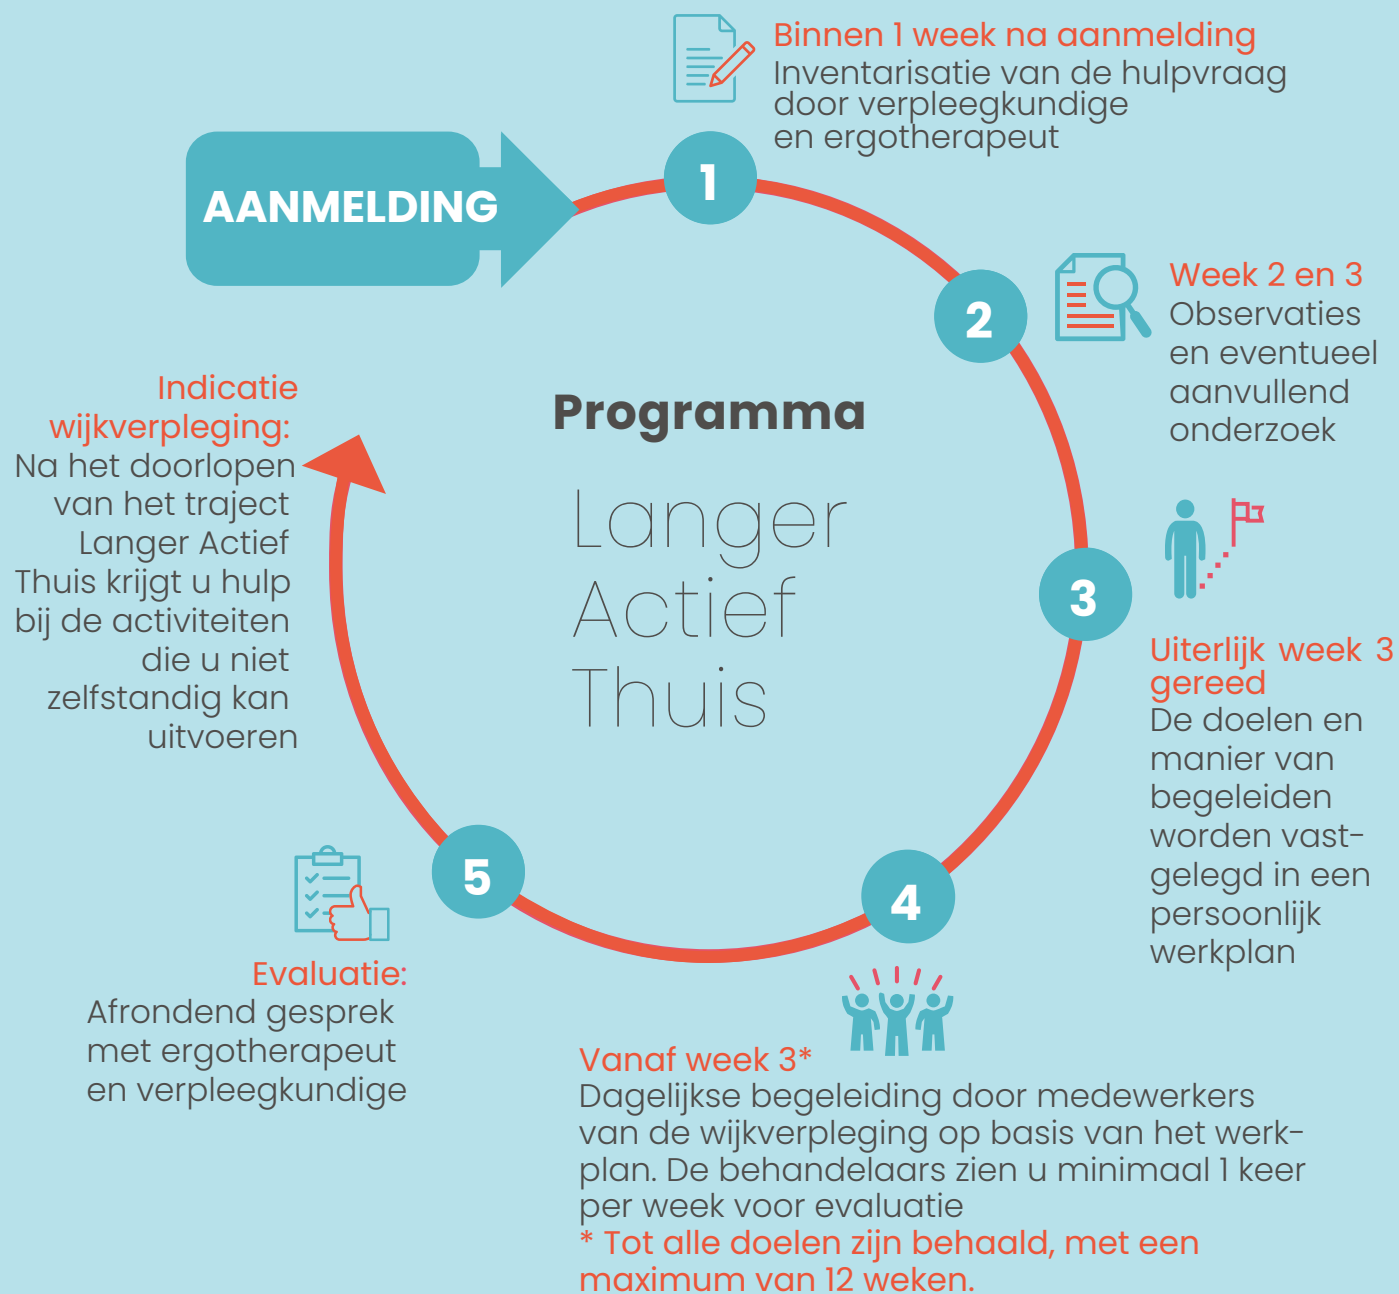 AANMELDING
1
Binnen 1 week na aanmelding
Inventarisatie van de hulpvraag
door verpleegkundige
en ergotherapeut
2
Week 2 en 3
Observaties
en eventueel
aanvullend
onderzoek
Programma
Langer
Actief
Thuis
3
Uiterlijk week 3
gereed
De doelen en
manier van
begeleiden
worden vast-
gelegd in een
persoonlijk
werkplan
4
Vanaf week 3*
Dagelijkse begeleiding door medewerkers
van de wijkverpleging op basis van het werk-
plan. De behandelaars zien u minimaal 1 keer
per week voor evaluatie
* Tot alle doelen zijn behaald, met een
maximum van 12 weken.
5
Evaluatie:
Afrondend gesprek
met ergotherapeut
en verpleegkundige
Indicatie
wijkverpleging:
Na het doorlopen
van het traject
Langer Actief
Thuis krijgt u hulp
bij de activiteiten
die u niet
zelfstandig kan
uitvoeren